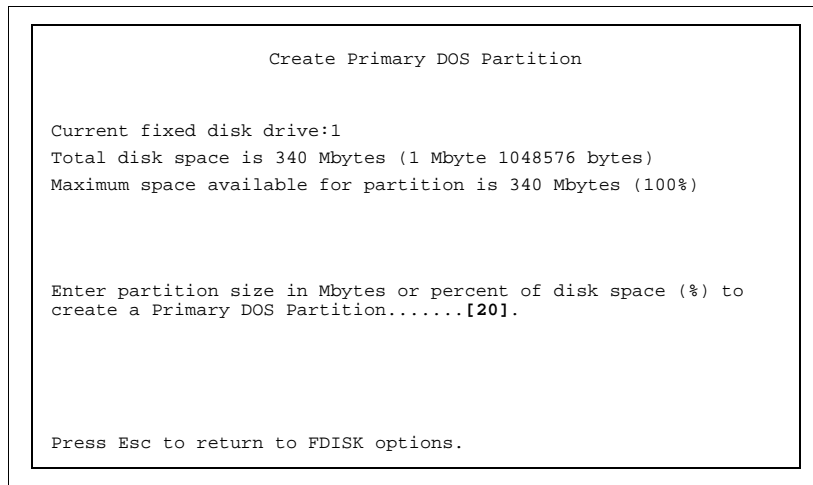 Create Primary DOS Partition
Current fixed disk drive:1
Total disk space is 340 Mbytes (1 Mbyte 1048576 bytes)
Maximum space available for partition is 340 Mbytes (100%)
Enter partition size in Mbytes or percent of disk space (%) to
create a Primary DOS Partition.......[20].
Press Esc to return to FDISK options.